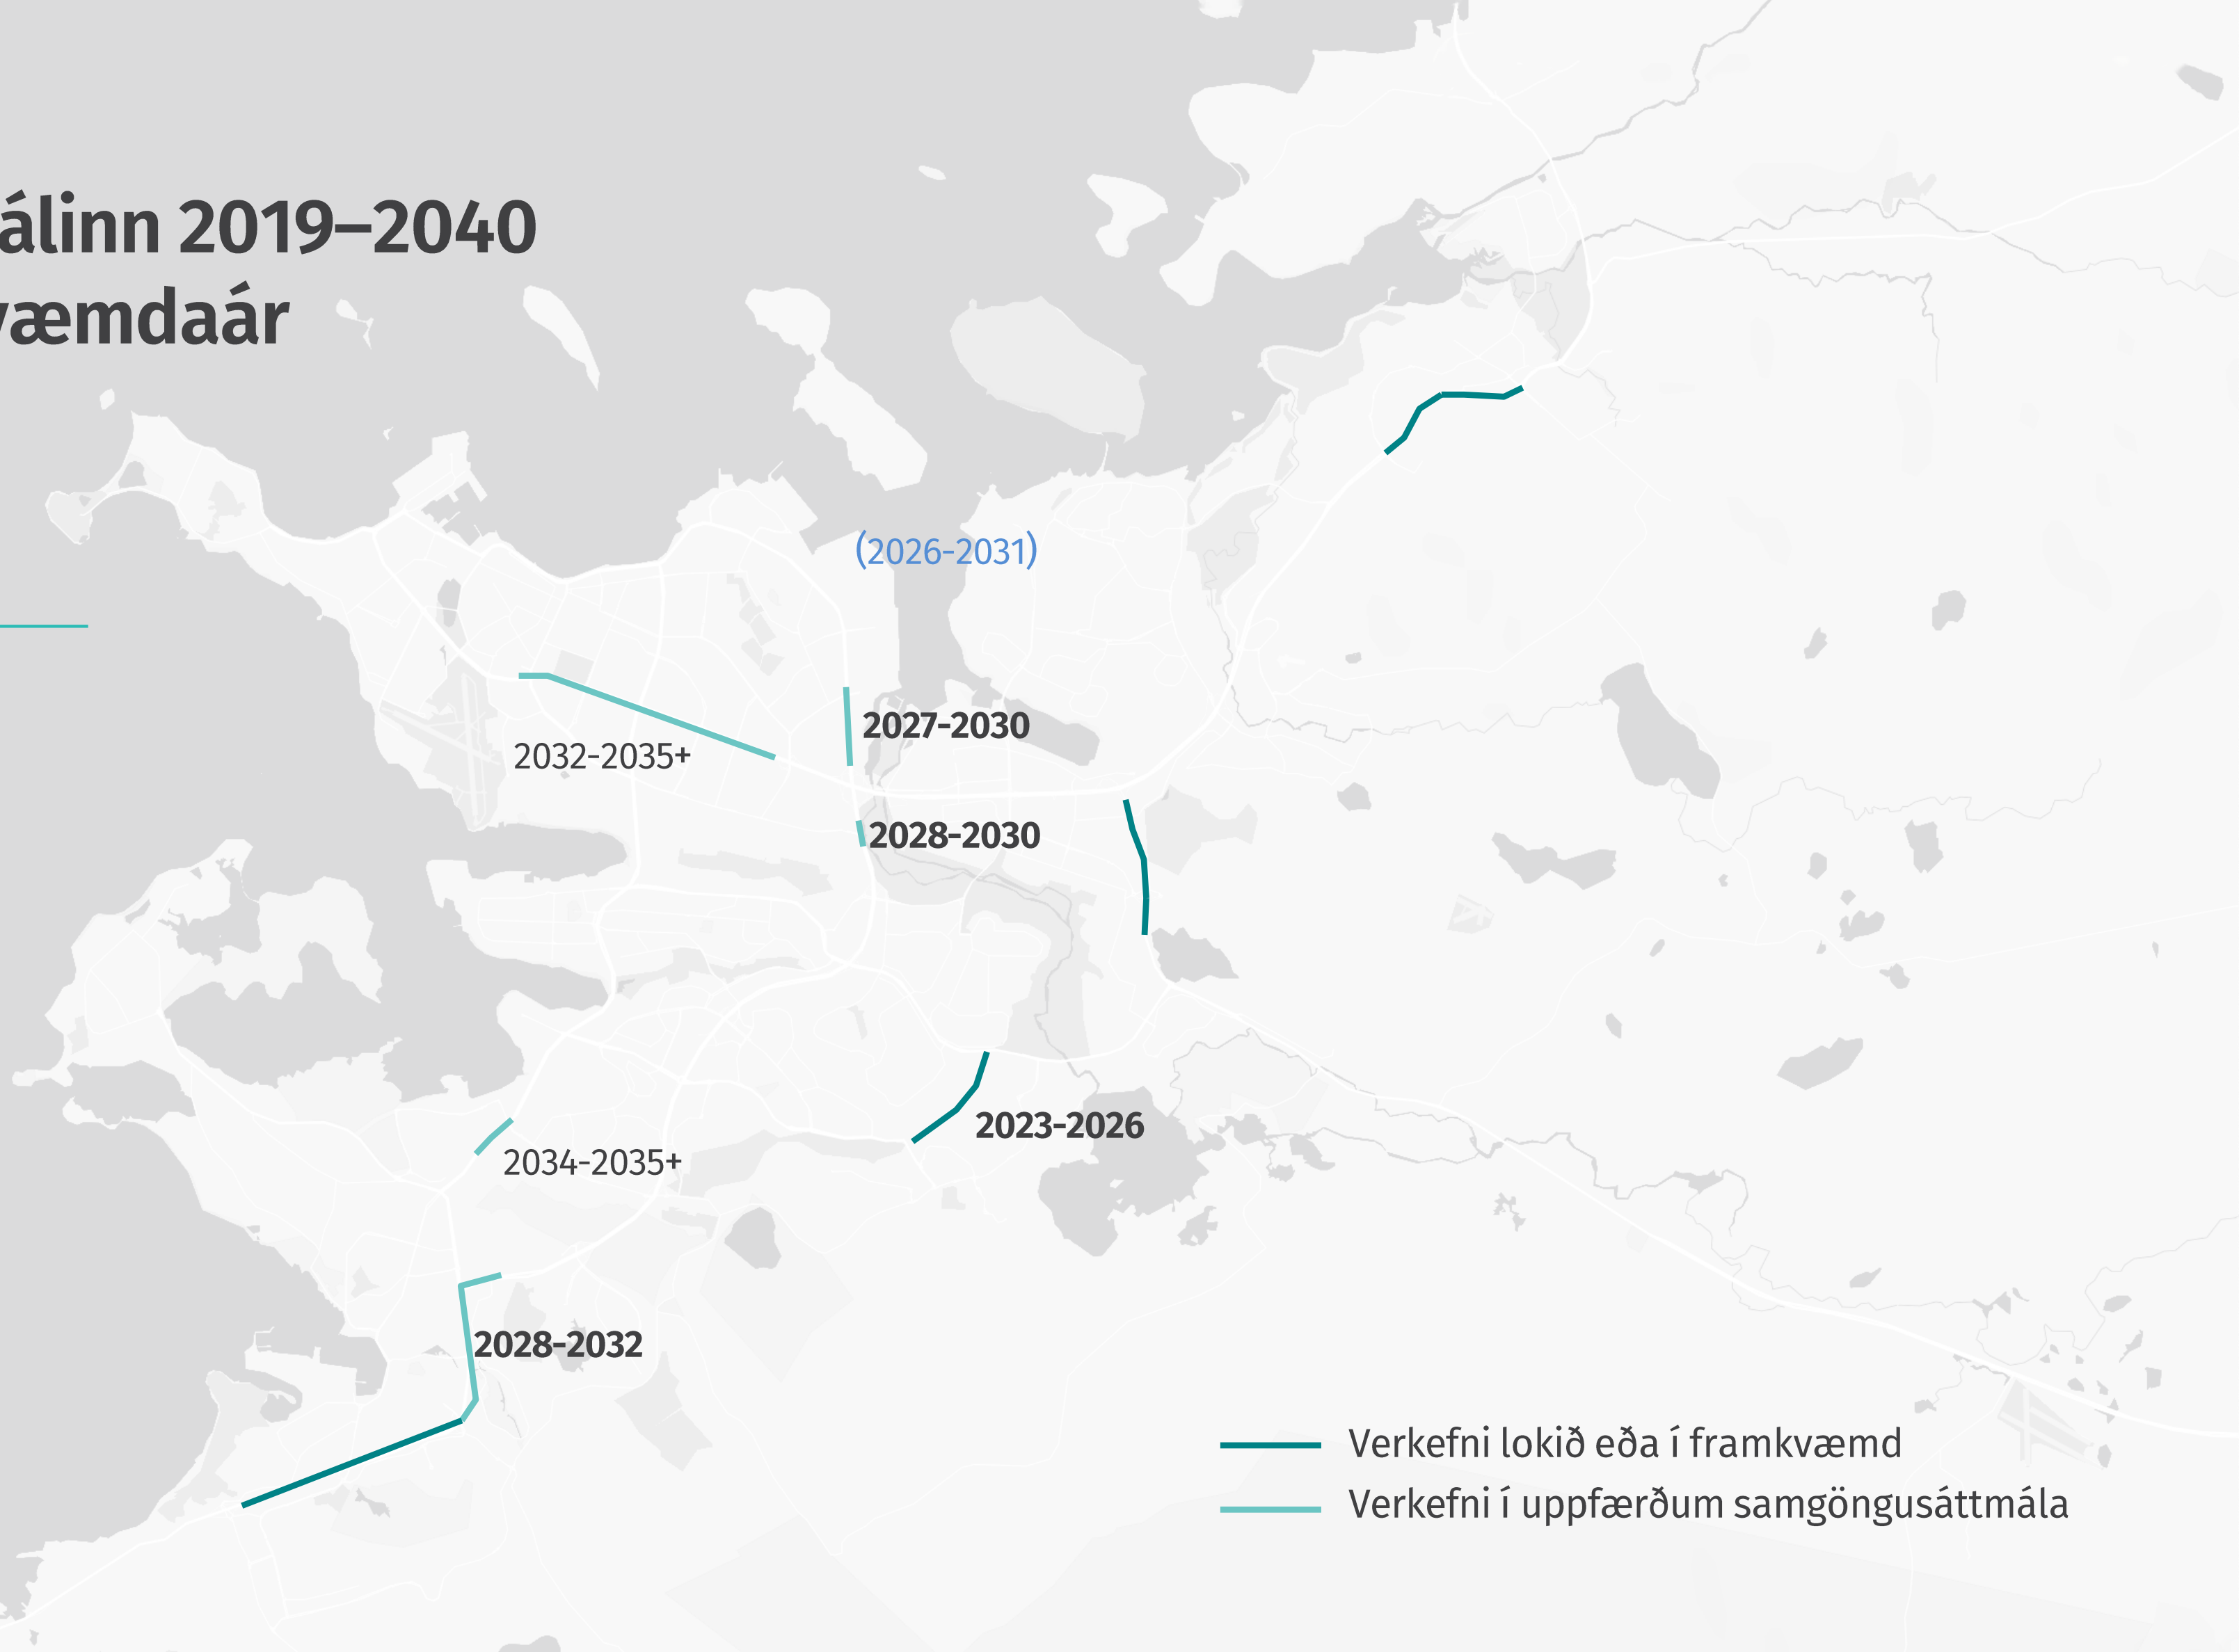 álinn 2019–2040
væmdaár
(2026-2031)
2027-2030
2032-2035+
2028-2030
2023-2026
2034-2035+
2028-2032
Verkefni lokið eða í framkvæmd
Verkefni í uppfærðum samgöngusáttmála